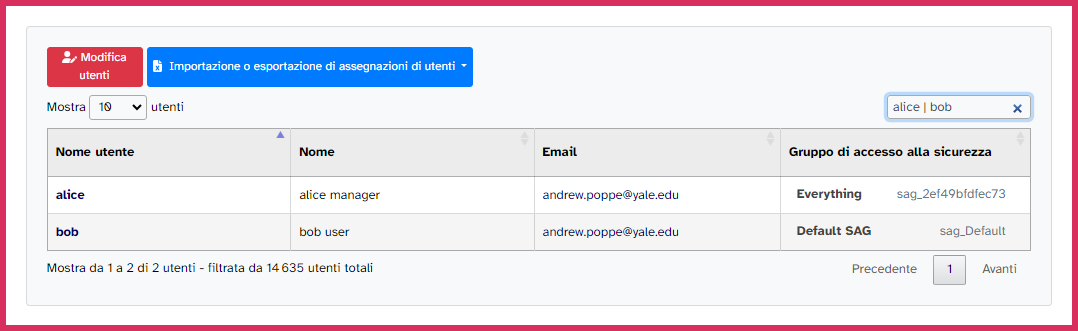 Modifica
utenti
Importazione o esportazione di assegnazioni di utenti
Mostra 10 utenti
alice | bob
Nome utente Nome Email Gruppo di accesso alla sicurezza
alice alice manager andrew.poppe@yale.edu Everything sag_2ef49bfdfec73
bob bob user andrew.poppe@yale.edu Default SAG sag_Default
Mostra da 1 a 2 di 2 utenti - filtrata da 14 635 utenti totali
Precedente 1 Avanti